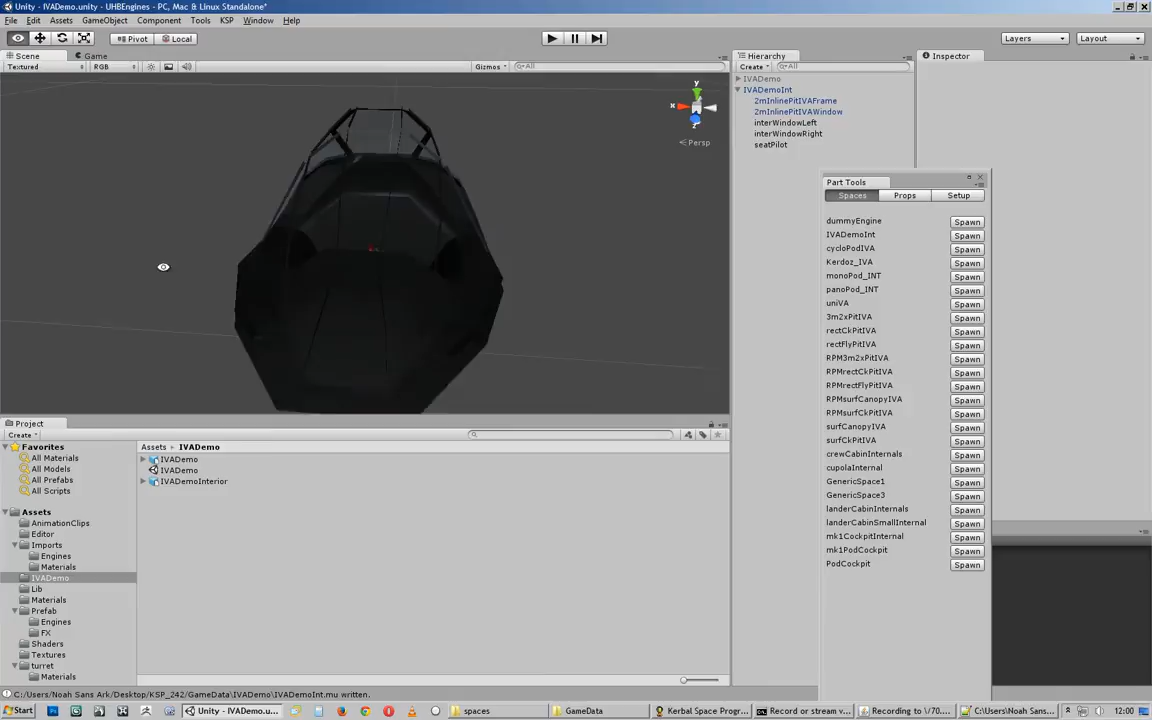 Unity - IVADemo.unity - UHBEngines - PC, Mac & Linux Standalone*
File Edit Assets GameObject Component Tools KSP Window Help
Pivot Local Layers Layout
Scene Game
Textured RGB Gizmos All
y
x
z
Persp
Hierarchy
Create All
IVADemo
IVADemoInt
2mInlinePitIVAFrame
2mInlinePitIVAWindow
interWindowLeft
interWindowRight
seatPilot
Inspector
Part Tools
Spaces Props Setup
dummyEngine Spawn
IVADemoInt Spawn
cycloPodIVA Spawn
Kerdoz_IVA Spawn
monoPod_INT Spawn
panoPod_INT Spawn
uniVA Spawn
3m2xPitIVA Spawn
rectCkPitIVA Spawn
rectFlyPitIVA Spawn
RPM3m2xPitIVA Spawn
RPMrectCkPitIVA Spawn
RPMrectFlyPitIVA Spawn
RPMsurfCanopyIVA Spawn
RPMsurfCkPitIVA Spawn
surfCanopyIVA Spawn
surfCkPitIVA Spawn
crewCabinInternals Spawn
cupolaInternal Spawn
GenericSpace1 Spawn
GenericSpace3 Spawn
landerCabinInternals Spawn
landerCabinSmallInternal Spawn
mk1CockpitInternal Spawn
mk1PodCockpit Spawn
PodCockpit Spawn
Project
Create
Favorites
All Materials
All Models
All Prefabs
All Scripts
Assets
AnimationClips
Editor
Imports
Engines
Materials
IVADemo
Lib
Materials
Prefab
Engines
FX
Shaders
Textures
turret
Materials
Assets IVADemo
IVADemo
IVADemo
IVADemoInterior
C:/Users/Noah Sans Ark/Desktop/KSP_242/GameData/IVADemo/IVADemoInt.mu written.
Start Unity - IVADemo.u... spaces GameData Kerbal Space Progr... Record or stream v... Recording to \/70... C:\Users\Noah Sans... 12:00